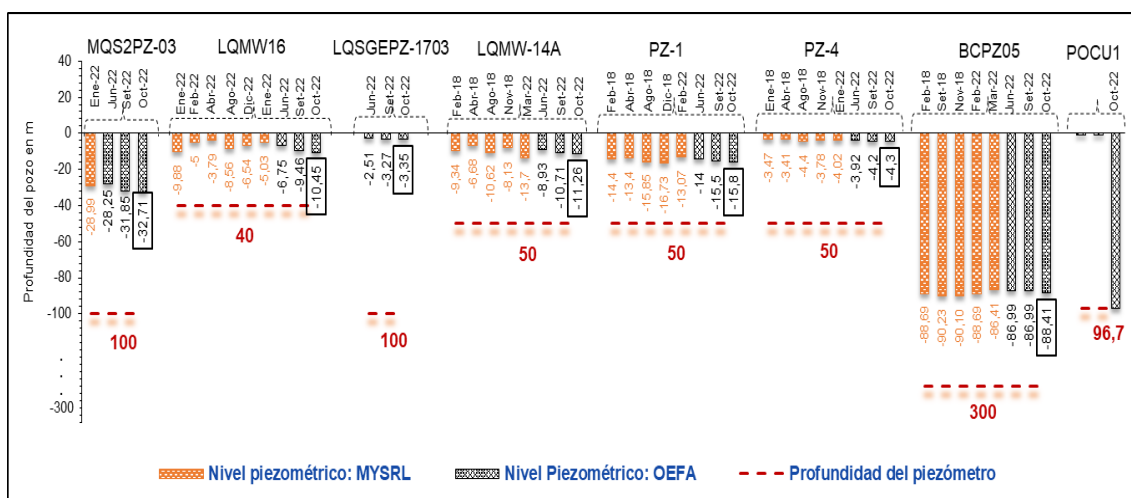 MQS2PZ-03 LQMW16 LQSGEPZ-1703 LQMW-14A PZ-1 PZ-4 BCPZ05 POCU1
Ene-22 Jun-22 Set-22 Oct-22
Ene-22 Feb-22 Abr-22 Ago-22 Dic-22 Ene-22 Jun-22 Set-22 Oct-22
Jun-22 Set-22 Oct-22
Feb-18 Abr-18 Ago-18 Nov-18 Mar-22 Jun-22 Set-22 Oct-22
Feb-18 Abr-18 Ago-18 Dic-18 Feb-22 Jun-22 Set-22 Oct-22
Ene-18 Feb-18 Ago-18 Nov-18 Ene-22 Jun-22 Set-22 Oct-22
Feb-18 Set-18 Nov-18 Feb-22 Mar-22 Jun-22 Set-22 Oct-22
Oct-22
Profundidad del pozo en m
40
20
0
-20
-40
-60
-80
-100
.
.
-300
-28,99 -28,25 -31,85 -32,71
-9,88 -5 -3,79 -8,56 -6,54 -5,03 -6,75 -9,46 -10,45
-2,51 -3,27 -3,35
-9,34 -6,68 -10,62 -8,13 -13,7 -8,93 -10,71 -11,26
-14,4 -13,4 -15,85 -16,73 -13,07 -14 -15,5 -15,8
-3,47 -3,41 -4,4 -3,78 -4,02 -3,92 -4,2 -4,3
-88,69 -90,23 -90,10 -88,69 -86,41 -86,99 -86,99 -88,41
100 40 100 50 50 50 300 96,7
Nivel piezométrico: MYSRL Nivel Piezométrico: OEFA Profundidad del piezómetro